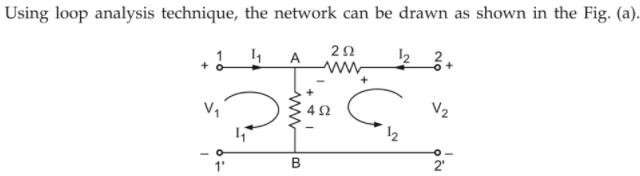 Using loop analysis technique, the network can be drawn as shown in the Fig. (a).
+ 1 I1 A 2 Ω I2 2 +
− +
+
V1 4 Ω V2
I1 − I2
− −
1' B 2'